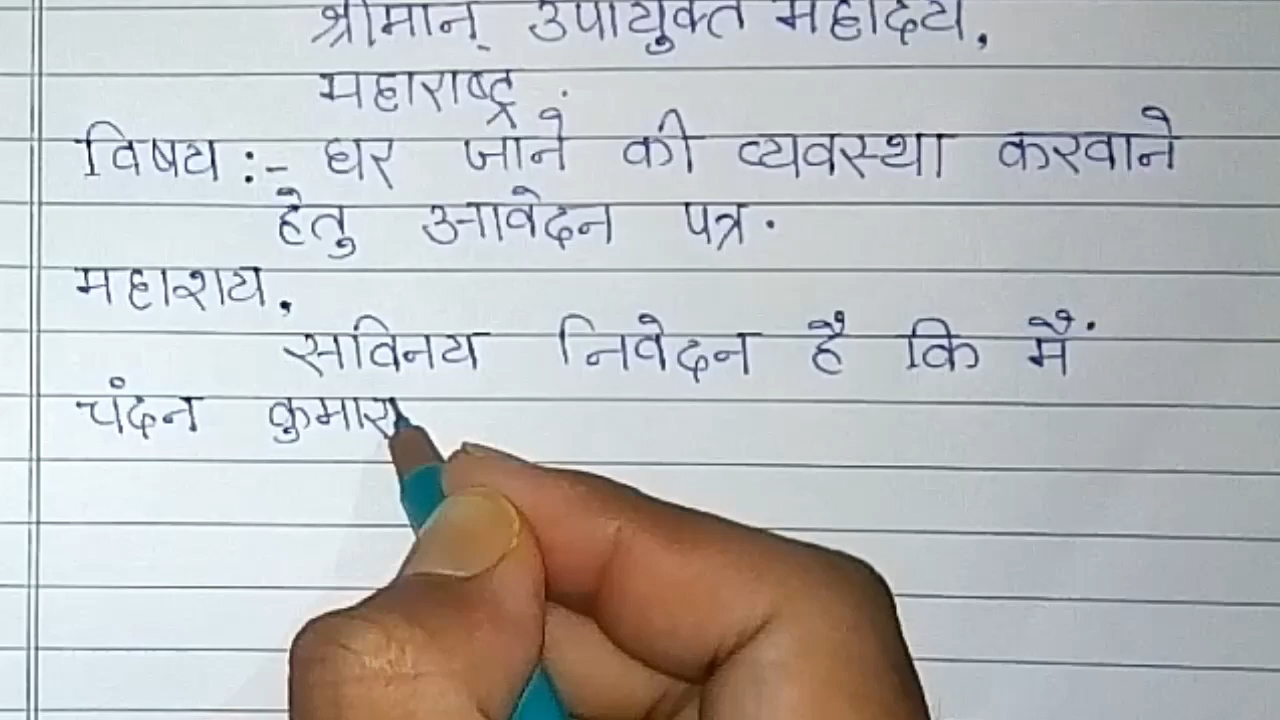 श्रीमान् उपायुक्त महोदय,
महाराष्ट्र.
विषय :- घर जाने की व्यवस्था करवाने
हेतु आवेदन पत्र.
महाशय,
सविनय निवेदन है कि मैं
चंदन कुमार